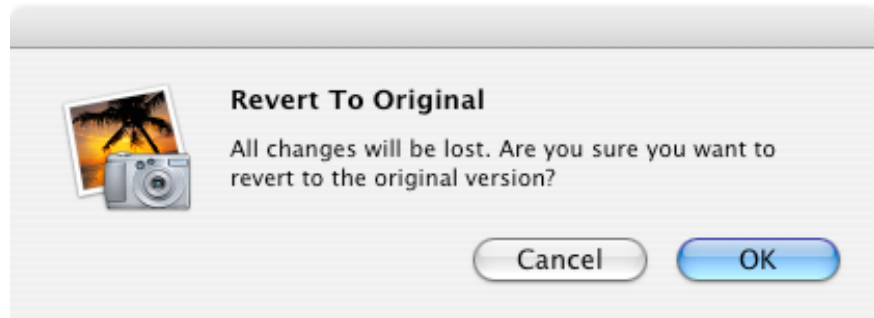 Revert To Original
All changes will be lost. Are you sure you want to
revert to the original version?
Cancel
OK